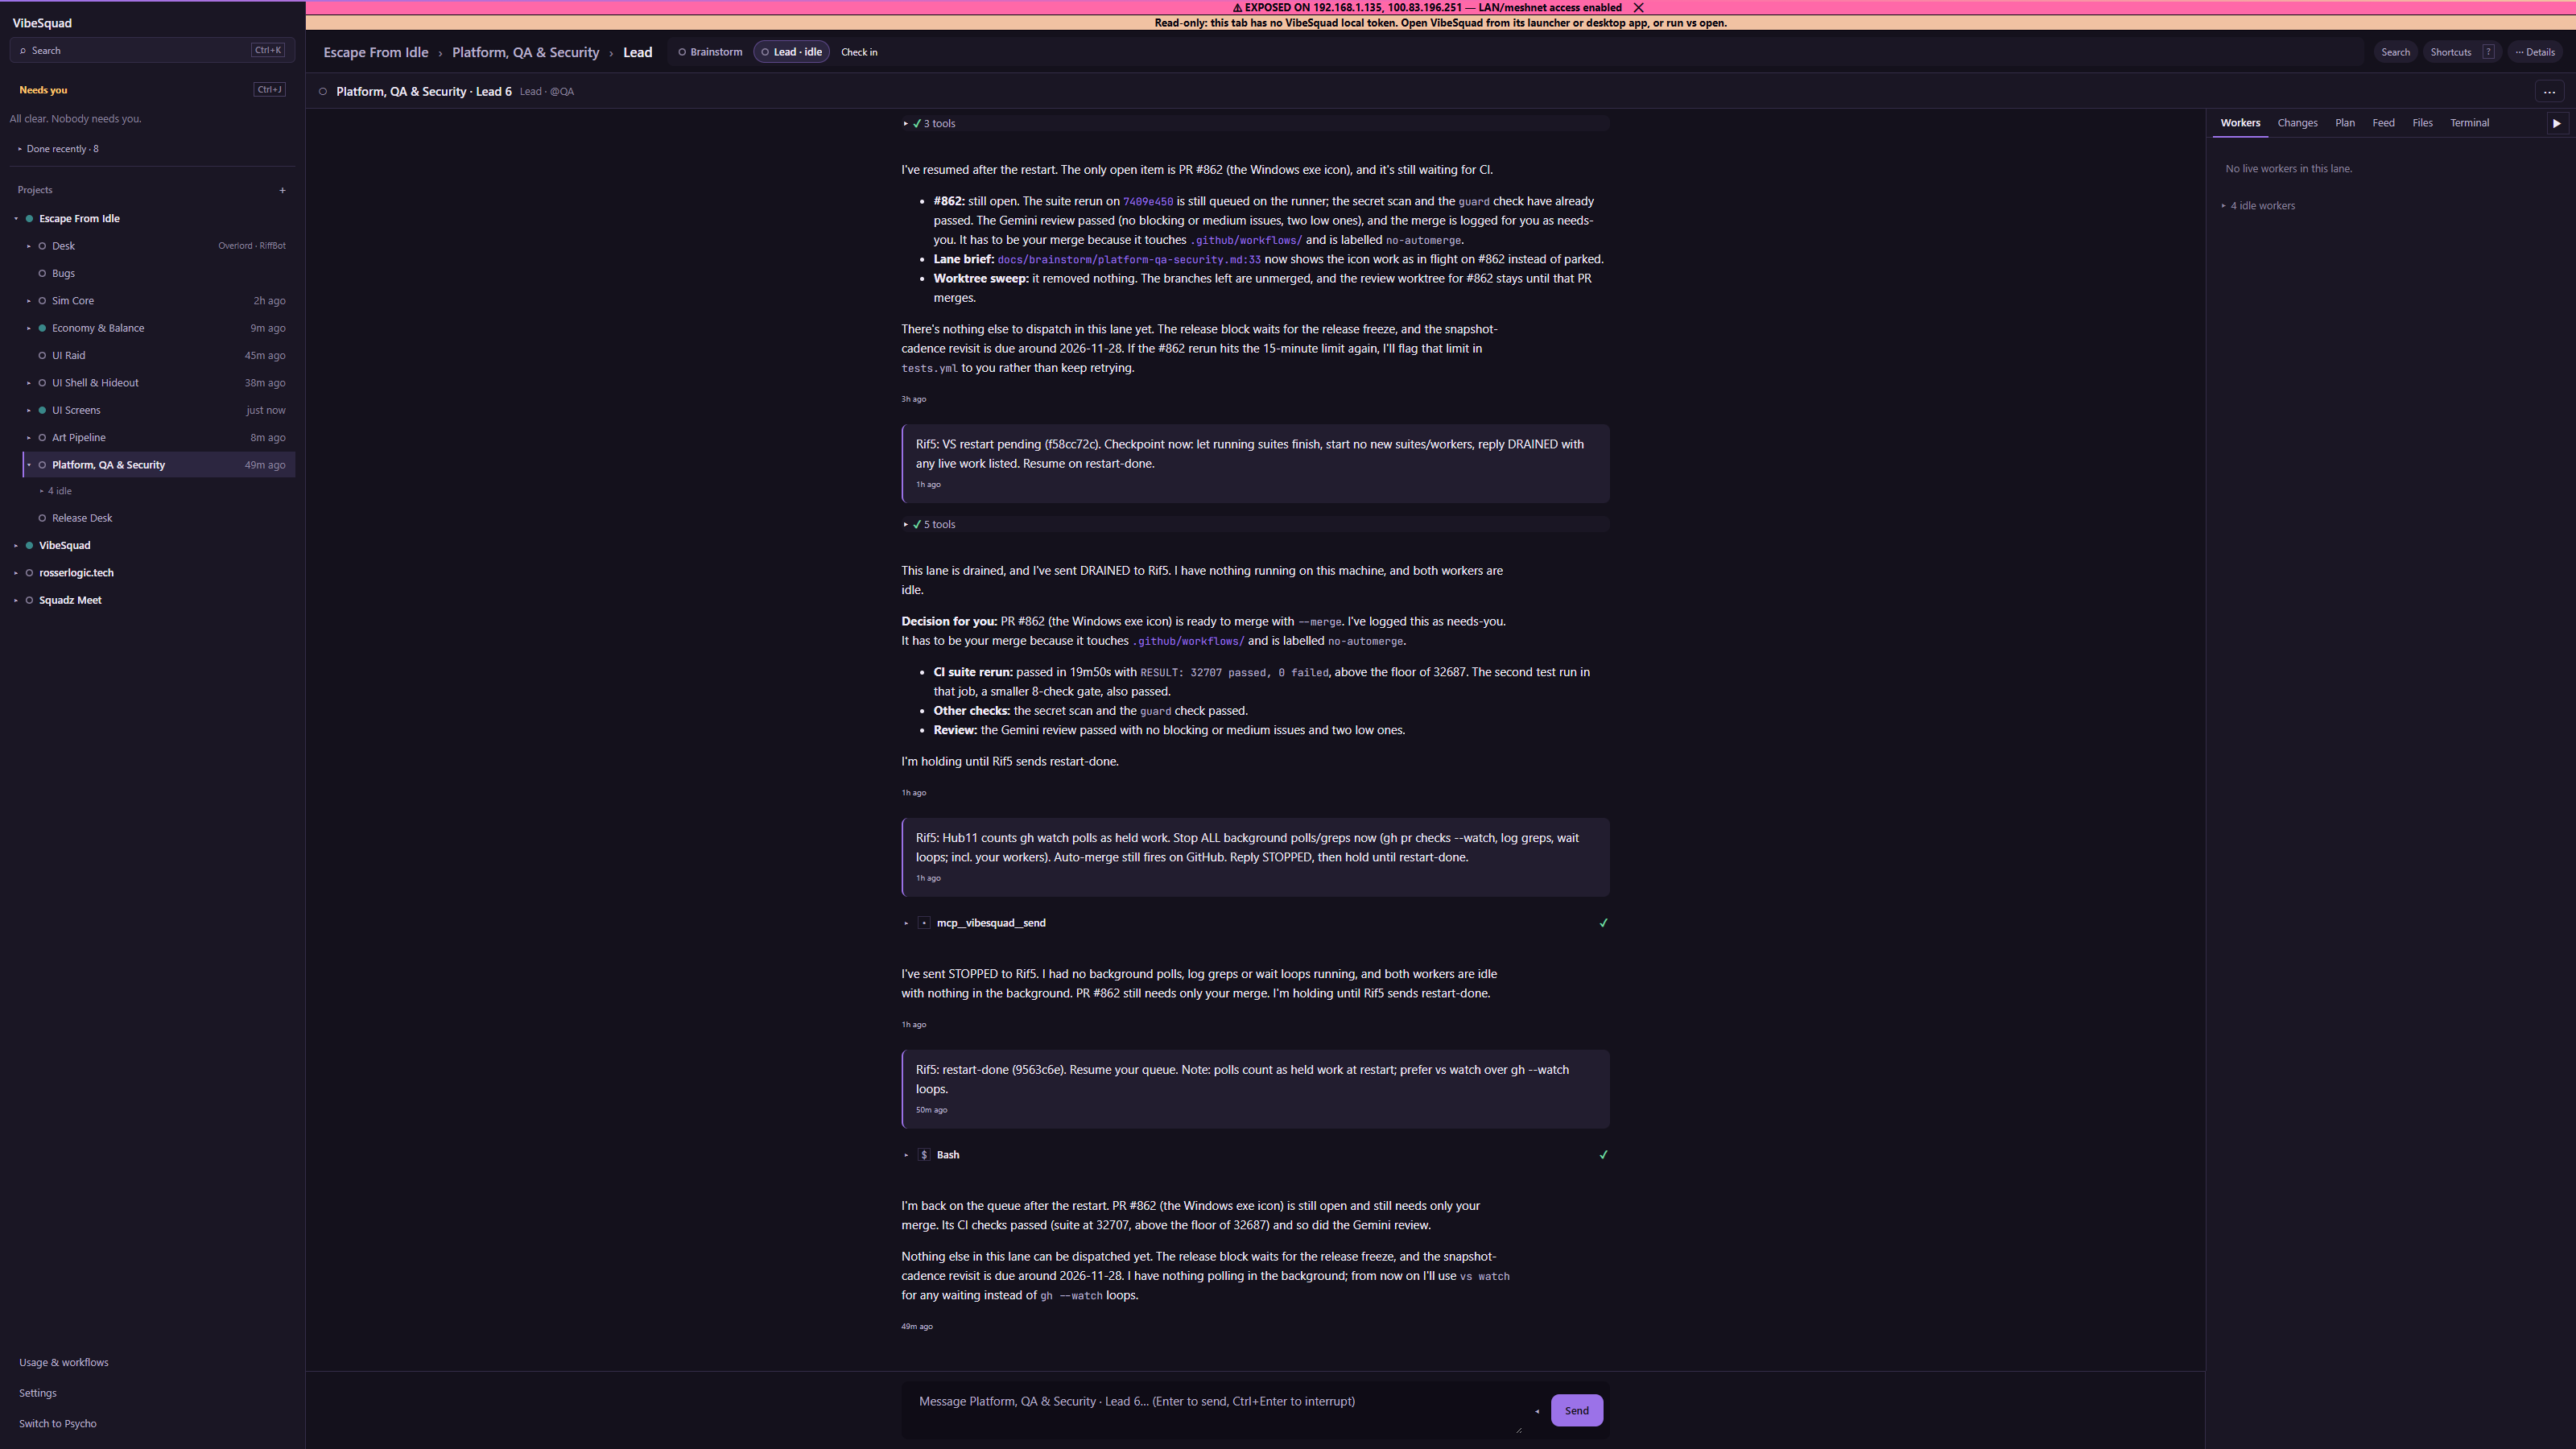 VibeSquad
Search Ctrl+K
Needs you Ctrl+J
All clear. Nobody needs you.
Done recently · 8
Projects +
Escape From Idle
Desk Overlord · RiffBot
Bugs
Sim Core 2h ago
Economy & Balance 9m ago
UI Raid 45m ago
UI Shell & Hideout 38m ago
UI Screens just now
Art Pipeline 8m ago
Platform, QA & Security 49m ago
4 idle
Release Desk
VibeSquad
rosserlogic.tech
Squadz Meet
Usage & workflows
Settings
Switch to Psycho
⚠ EXPOSED ON 192.168.1.135, 100.83.196.251 — LAN/meshnet access enabled
Read-only: this tab has no VibeSquad local token. Open VibeSquad from its launcher or desktop app, or run vs open.
Escape From Idle › Platform, QA & Security › Lead
Brainstorm Lead · idle Check in
Search Shortcuts ? ··· Details
Platform, QA & Security · Lead 6 Lead · @QA
...
✓ 3 tools
I've resumed after the restart. The only open item is PR #862 (the Windows exe icon), and it's still waiting for CI.
• #862: still open. The suite rerun on 7409e450 is still queued on the runner; the secret scan and the guard check have already
passed. The Gemini review passed (no blocking or medium issues, two low ones), and the merge is logged for you as needs-
you. It has to be your merge because it touches .github/workflows/ and is labelled no-automerge.
• Lane brief: docs/brainstorm/platform-qa-security.md:33 now shows the icon work as in flight on #862 instead of parked.
• Worktree sweep: it removed nothing. The branches left are unmerged, and the review worktree for #862 stays until that PR
merges.
There's nothing else to dispatch in this lane yet. The release block waits for the release freeze, and the snapshot-
cadence revisit is due around 2026-11-28. If the #862 rerun hits the 15-minute limit again, I'll flag that limit in
tests.yml to you rather than keep retrying.
3h ago
Rif5: VS restart pending (f58cc72c). Checkpoint now: let running suites finish, start no new suites/workers, reply DRAINED with
any live work listed. Resume on restart-done.
1h ago
✓ 5 tools
This lane is drained, and I've sent DRAINED to Rif5. I have nothing running on this machine, and both workers are
idle.
Decision for you: PR #862 (the Windows exe icon) is ready to merge with --merge. I've logged this as needs-you.
It has to be your merge because it touches .github/workflows/ and is labelled no-automerge.
• CI suite rerun: passed in 19m50s with RESULT: 32707 passed, 0 failed, above the floor of 32687. The second test run in
that job, a smaller 8-check gate, also passed.
• Other checks: the secret scan and the guard check passed.
• Review: the Gemini review passed with no blocking or medium issues and two low ones.
I'm holding until Rif5 sends restart-done.
1h ago
Rif5: Hub11 counts gh watch polls as held work. Stop ALL background polls/greps now (gh pr checks --watch, log greps, wait
loops; incl. your workers). Auto-merge still fires on GitHub. Reply STOPPED, then hold until restart-done.
1h ago
mcp__vibesquad__send ✓
I've sent STOPPED to Rif5. I had no background polls, log greps or wait loops running, and both workers are idle
with nothing in the background. PR #862 still needs only your merge. I'm holding until Rif5 sends restart-done.
1h ago
Rif5: restart-done (9563c6e). Resume your queue. Note: polls count as held work at restart; prefer vs watch over gh --watch
loops.
50m ago
$ Bash ✓
I'm back on the queue after the restart. PR #862 (the Windows exe icon) is still open and still needs only your
merge. Its CI checks passed (suite at 32707, above the floor of 32687) and so did the Gemini review.
Nothing else in this lane can be dispatched yet. The release block waits for the release freeze, and the snapshot-
cadence revisit is due around 2026-11-28. I have nothing polling in the background; from now on I'll use vs watch
for any waiting instead of gh --watch loops.
49m ago
Message Platform, QA & Security · Lead 6... (Enter to send, Ctrl+Enter to interrupt)
Send
Workers Changes Plan Feed Files Terminal
No live workers in this lane.
4 idle workers